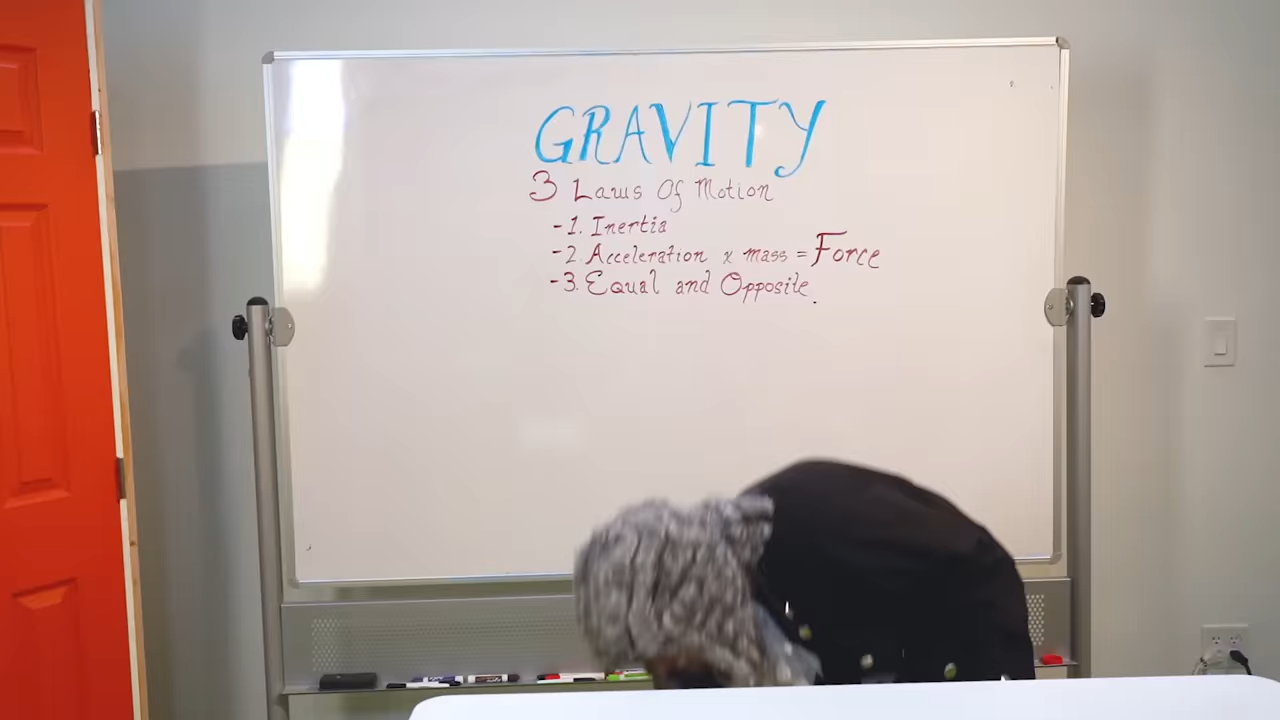 GRAVITY
3 Laws Of Motion
-1. Inertia
-2. Acceleration x mass = Force
-3. Equal and Opposite.